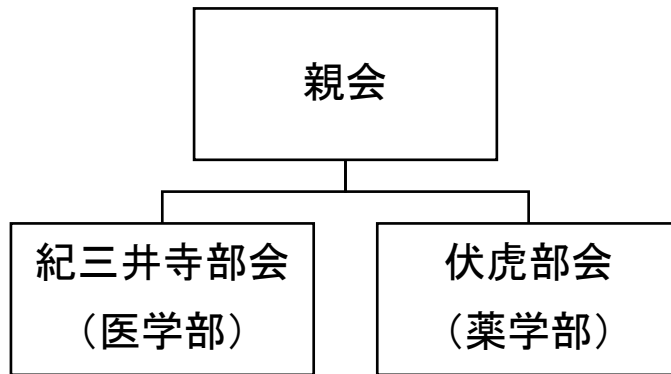 親会
紀三井寺部会
（医学部）
伏虎部会
（薬学部）